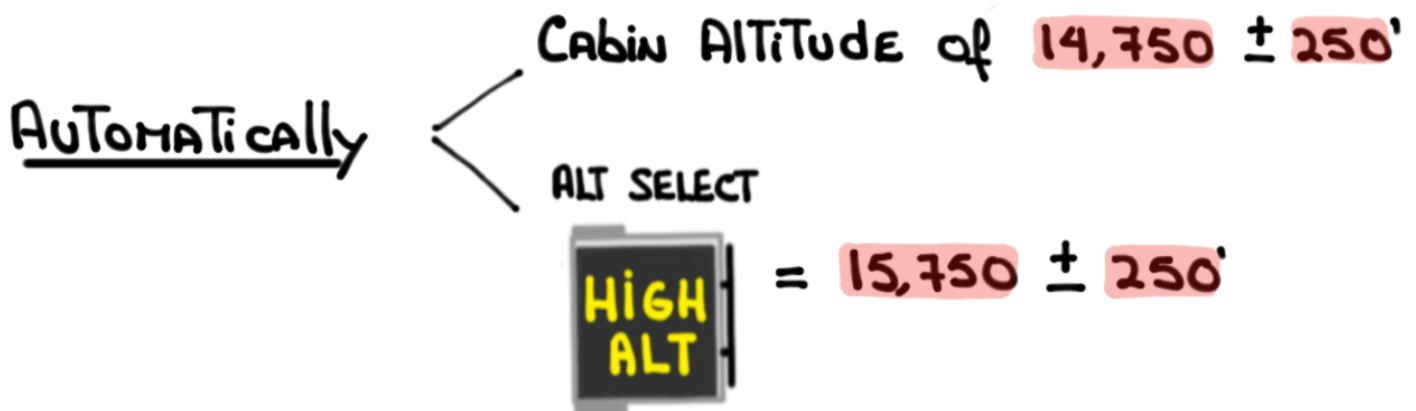 Cabin Altitude of 14,750 ± 250'
Automatically
ALT SELECT
HIGH
ALT
= 15,750 ± 250'